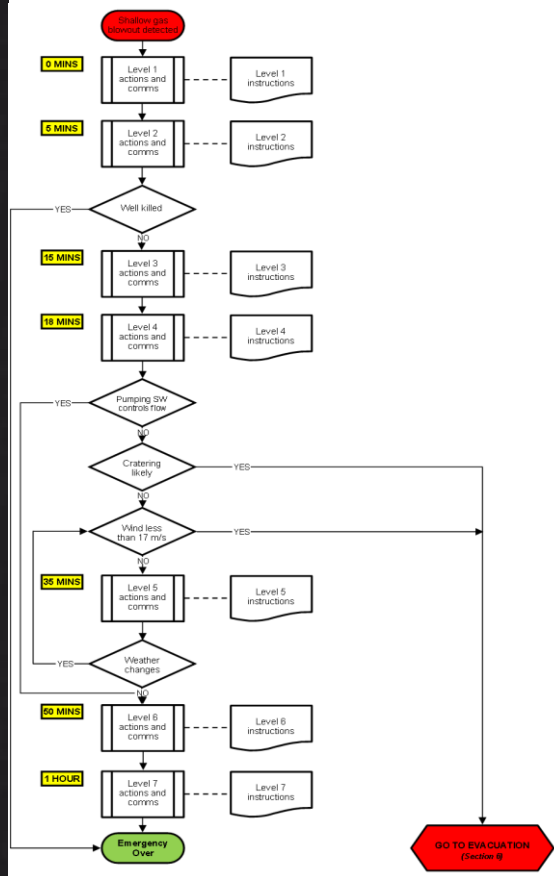 Shallow gas
blowout detected
0 MINS
Level 1
actions and
comms
Level 1
instructions
5 MINS
Level 2
actions and
comms
Level 2
instructions
YES
Well killed
NO
15 MINS
Level 3
actions and
comms
Level 3
instructions
18 MINS
Level 4
actions and
comms
Level 4
instructions
YES
Pumping SW
controls flow
NO
Cratering
likely
YES
NO
Wind less
than 17 m/s
YES
NO
35 MINS
Level 5
actions and
comms
Level 5
instructions
YES
Weather
changes
NO
50 MINS
Level 6
actions and
comms
Level 6
instructions
1 HOUR
Level 7
actions and
comms
Level 7
instructions
Emergency
Over
GO TO EVACUATION
(Section